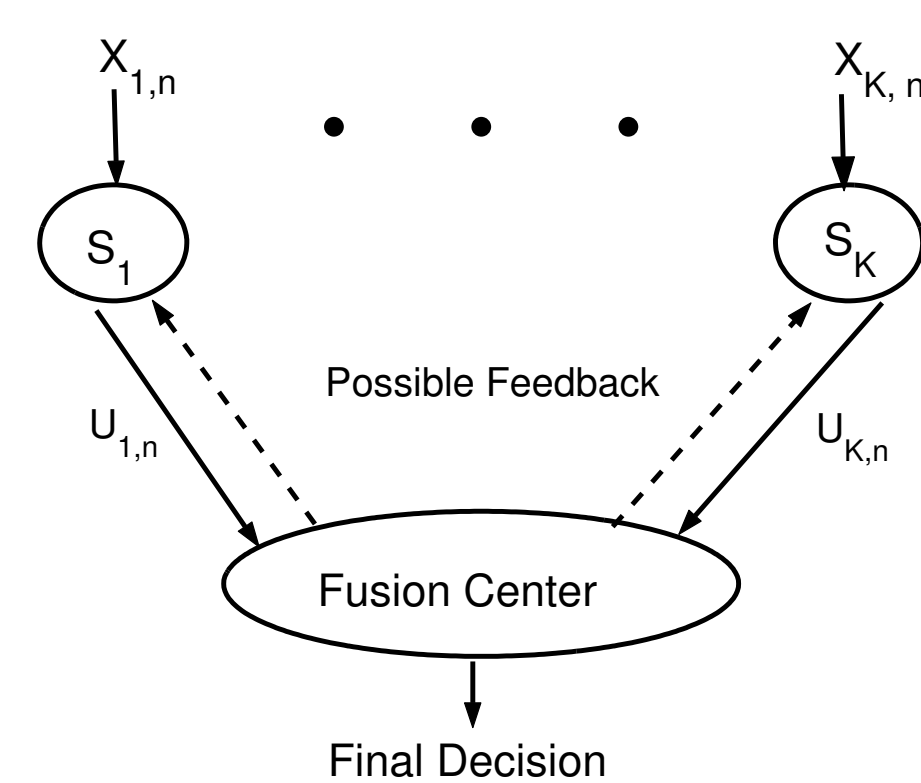 X1,n
XK, n
S1
SK
Possible Feedback
U1,n
UK,n
Fusion Center
Final Decision